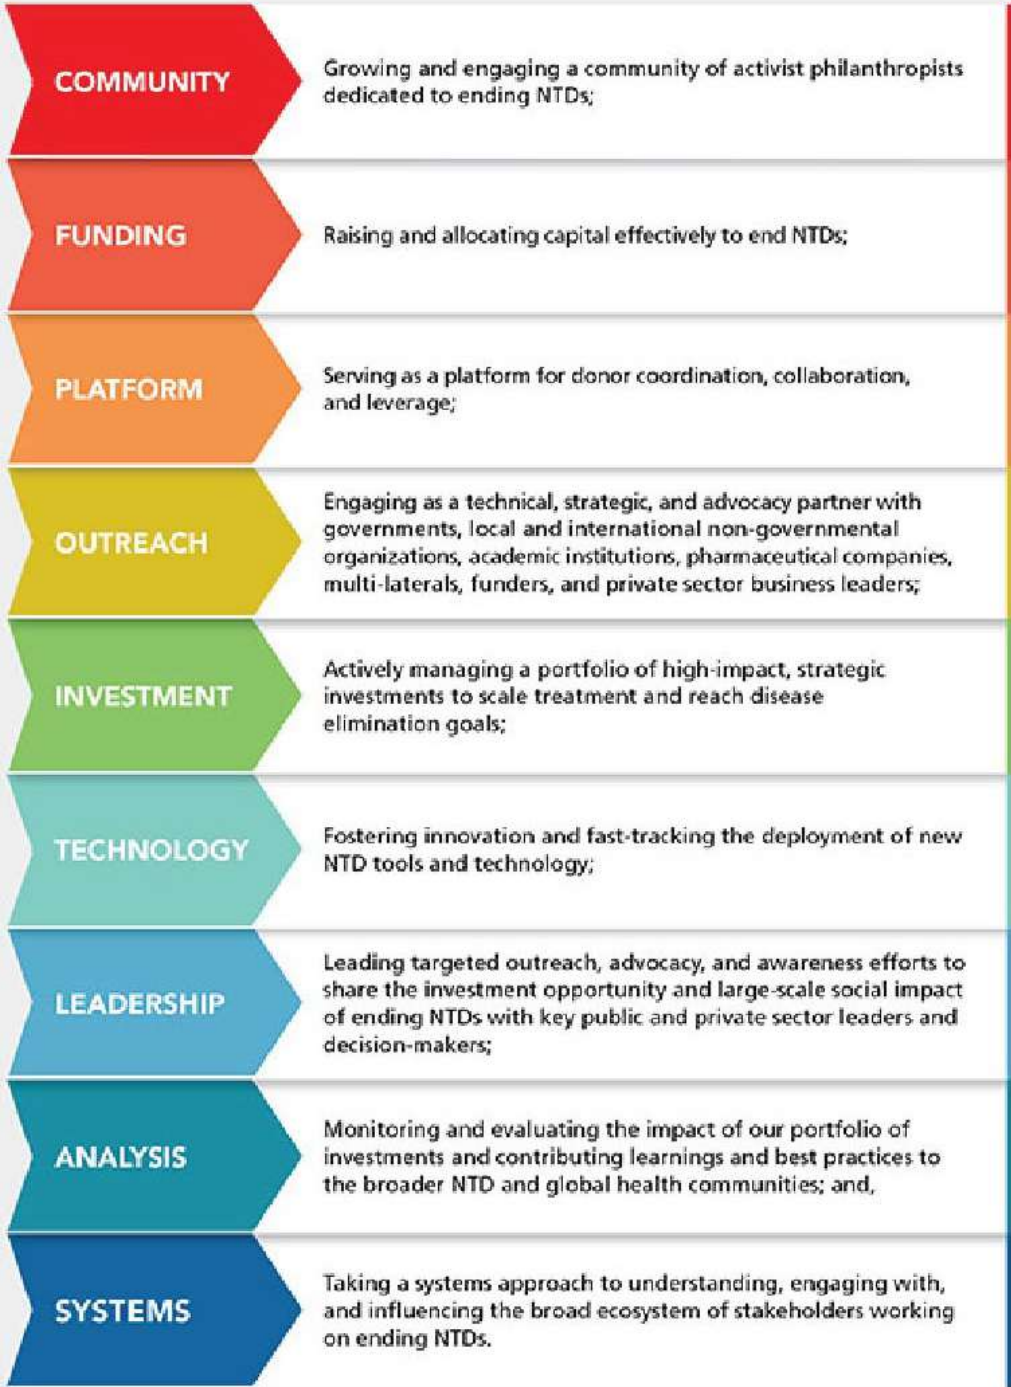 COMMUNITY
Growing and engaging a community of activist philanthropists
dedicated to ending NTDs;
FUNDING
Raising and allocating capital effectively to end NTDs;
PLATFORM
Serving as a platform for donor coordination, collaboration,
and leverage;
OUTREACH
Engaging as a technical, strategic, and advocacy partner with
governments, local and international non-governmental
organizations, academic institutions, pharmaceutical companies,
multi-laterals, funders, and private sector business leaders;
INVESTMENT
Actively managing a portfolio of high-impact, strategic
investments to scale treatment and reach disease
elimination goals;
TECHNOLOGY
Fostering innovation and fast-tracking the deployment of new
NTD tools and technology;
LEADERSHIP
Leading targeted outreach, advocacy, and awareness efforts to
share the investment opportunity and large-scale social impact
of ending NTDs with key public and private sector leaders and
decision-makers;
ANALYSIS
Monitoring and evaluating the impact of our portfolio of
investments and contributing learnings and best practices to
the broader NTD and global health communities; and,
SYSTEMS
Taking a systems approach to understanding, engaging with,
and influencing the broad ecosystem of stakeholders working
on ending NTDs.